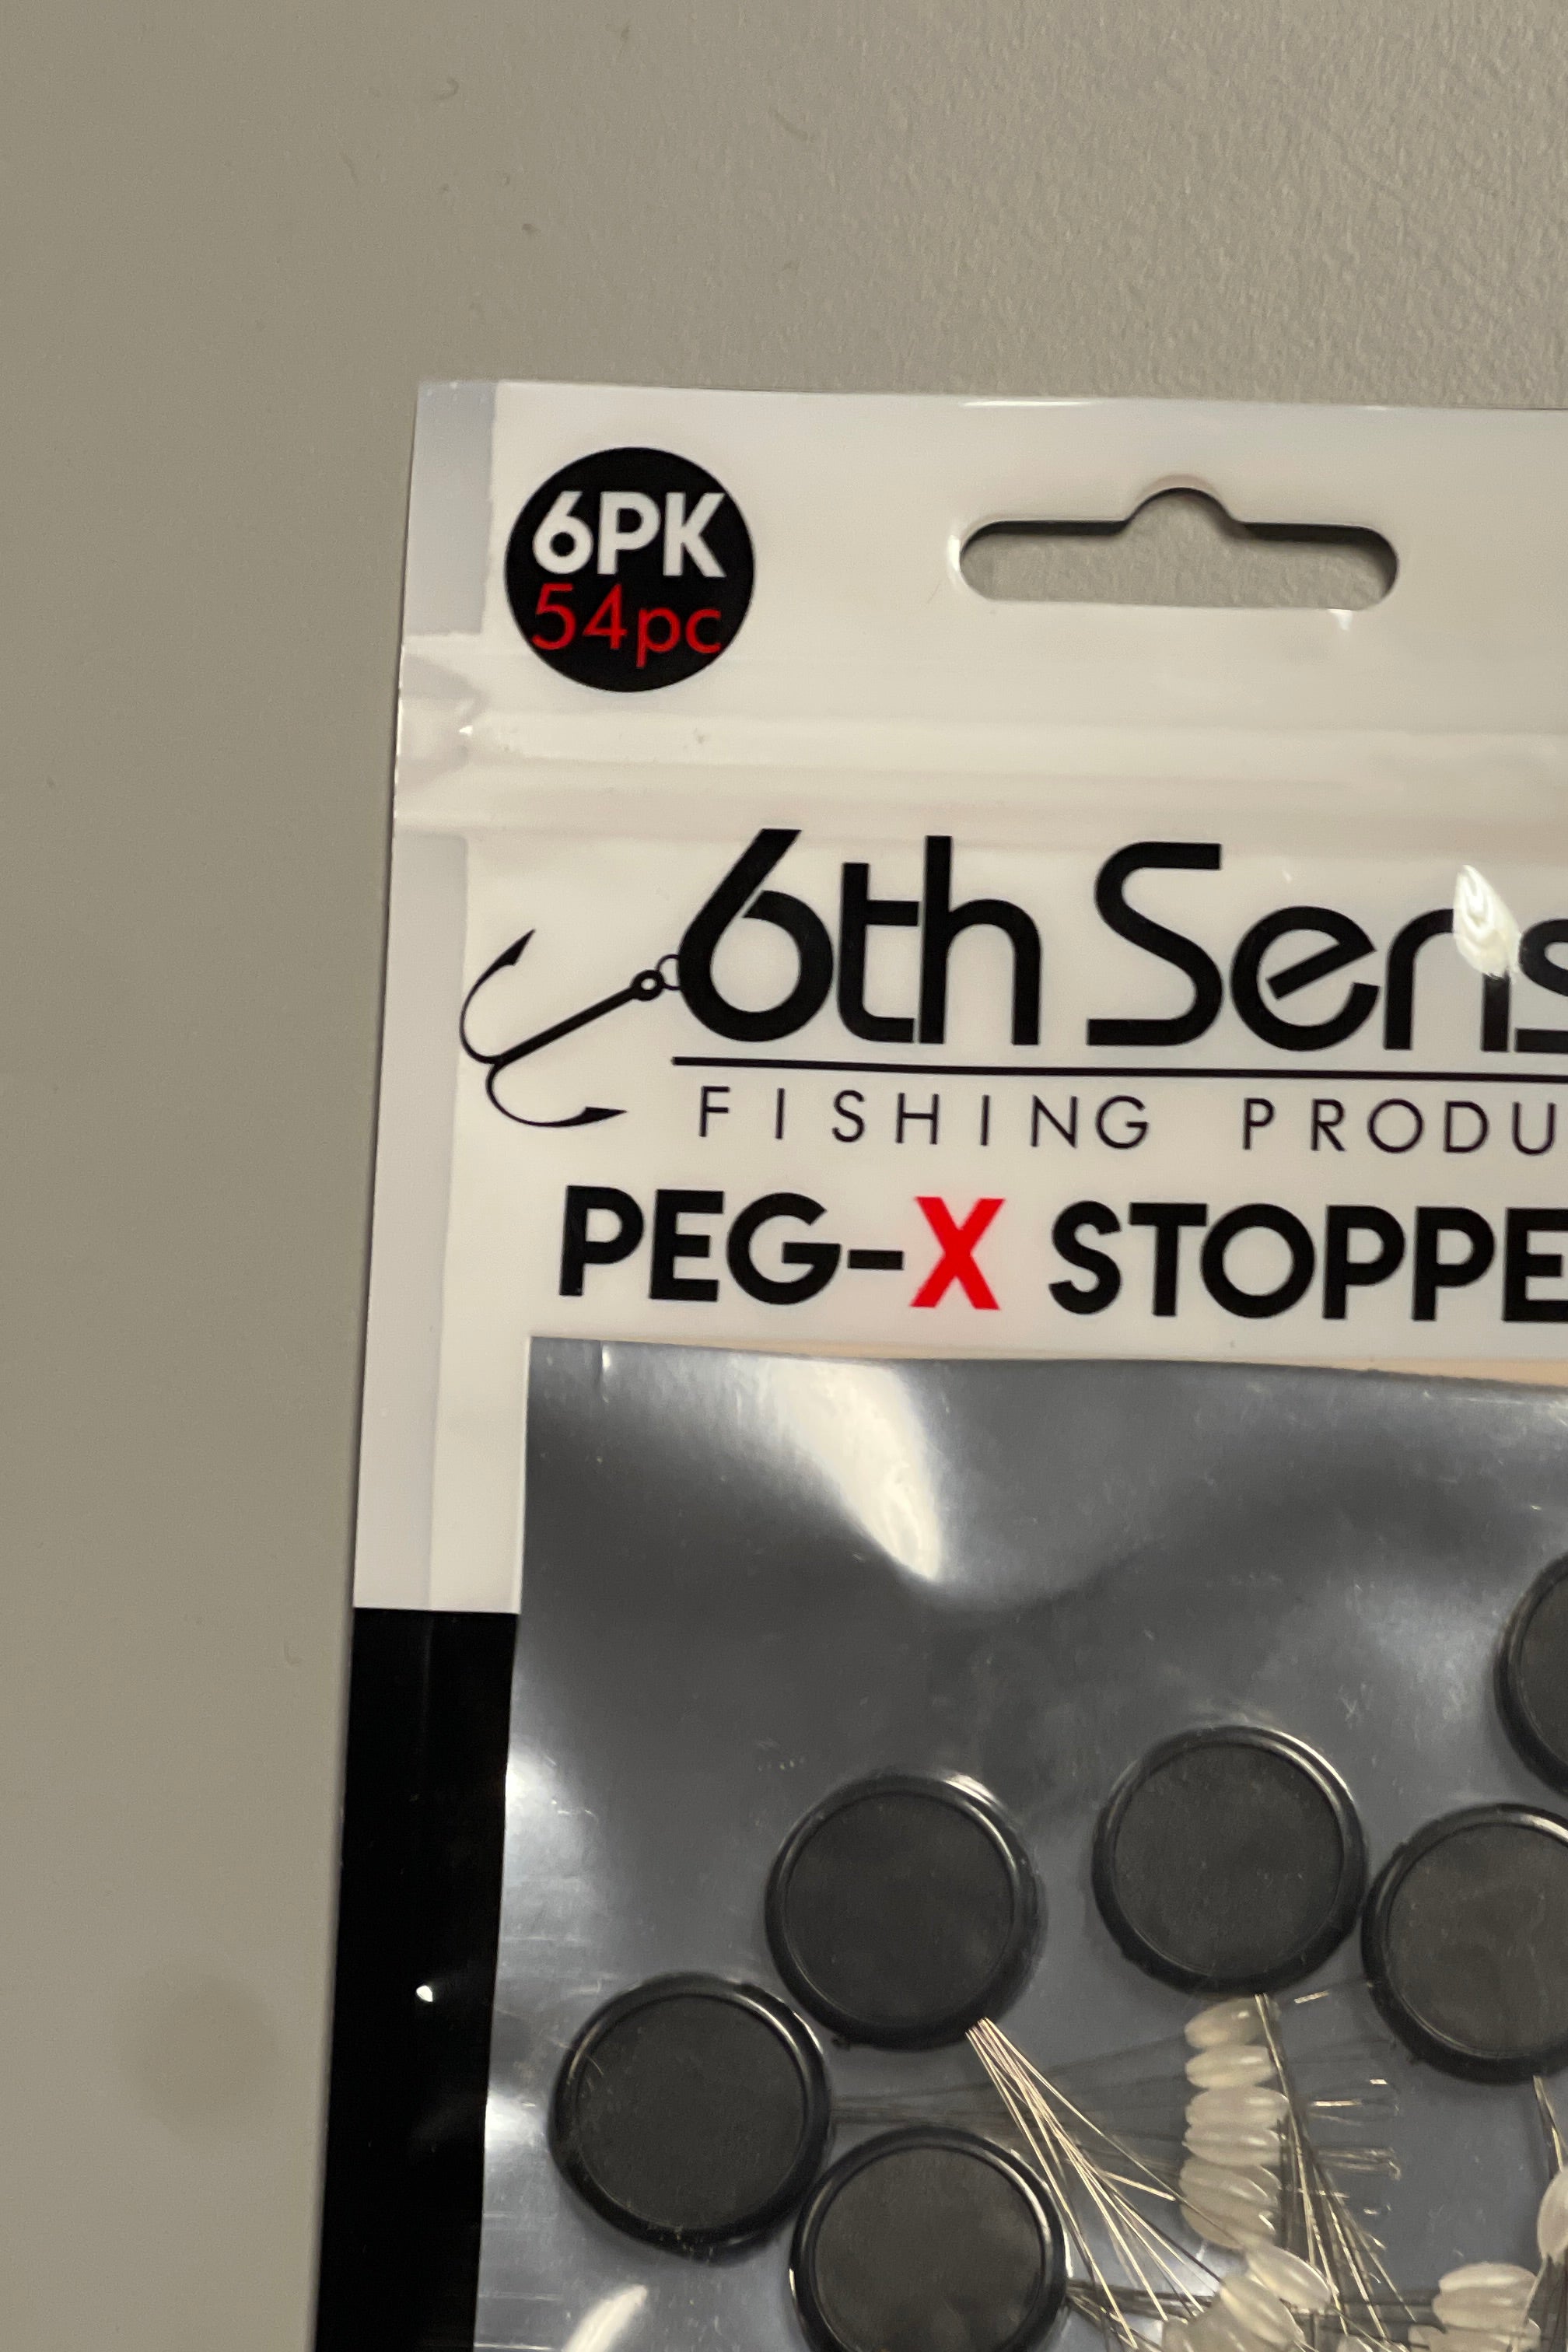 6PK
54pc
6th Sens
FISHING PRODU
PEG-X STOPPE